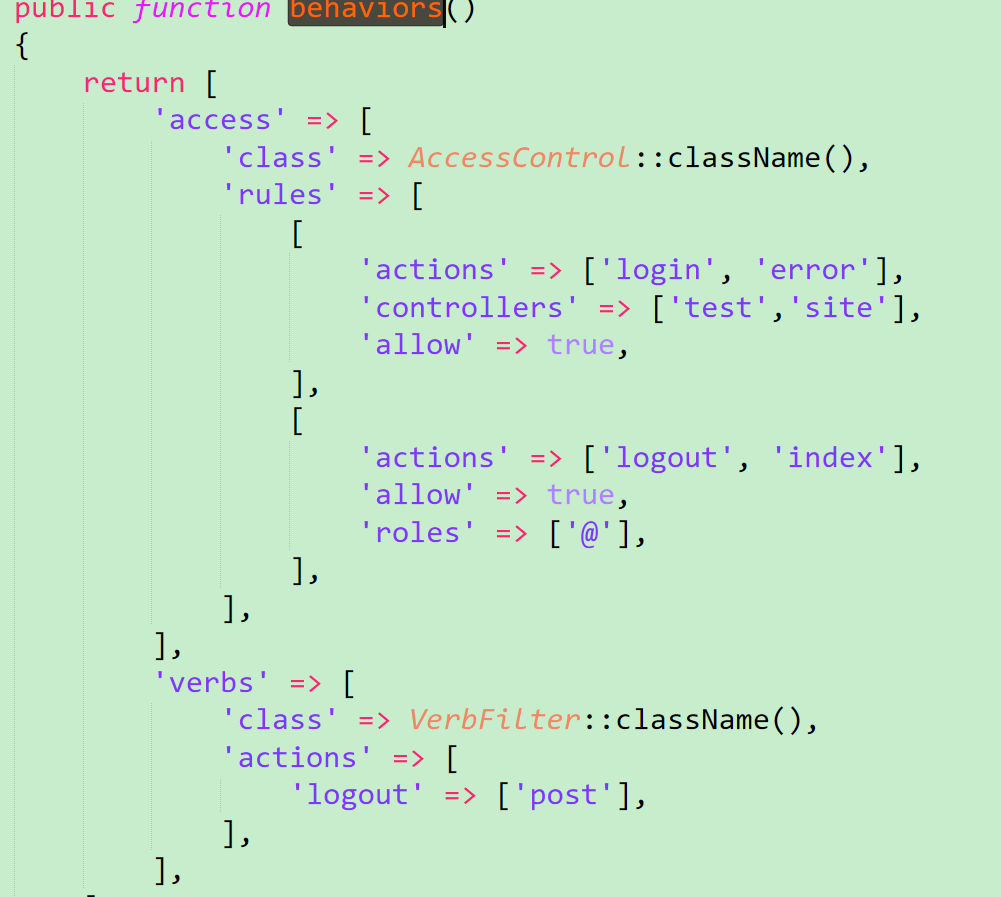 public function behaviors()
{
    return [
        'access' => [
            'class' => AccessControl::className(),
            'rules' => [
                [
                    'actions' => ['login', 'error'],
                    'controllers' => ['test','site'],
                    'allow' => true,
                ],
                [
                    'actions' => ['logout', 'index'],
                    'allow' => true,
                    'roles' => ['@'],
                ],
            ],
        ],
        'verbs' => [
            'class' => VerbFilter::className(),
            'actions' => [
                'logout' => ['post'],
            ],
        ],